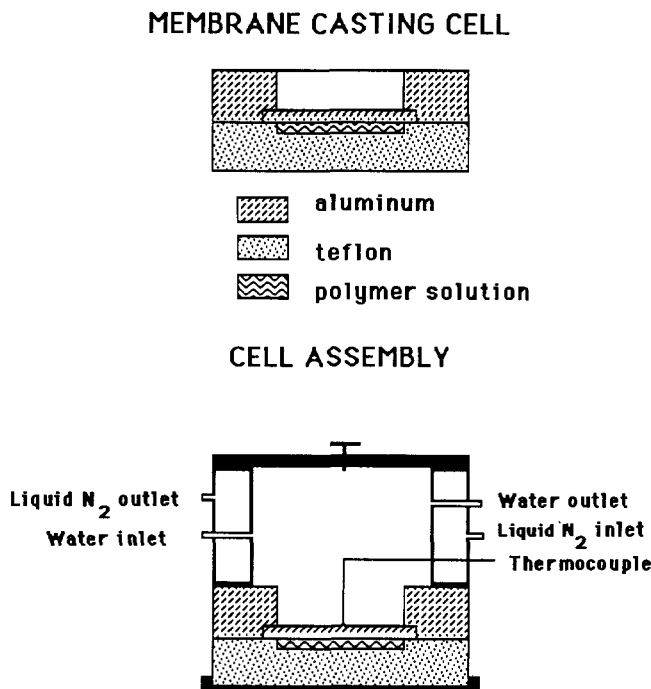 MEMBRANE CASTING CELL
aluminum
teflon
polymer solution
CELL ASSEMBLY
Liquid N2 outlet
Water outlet
Water inlet
Liquid N2 inlet
Thermocouple